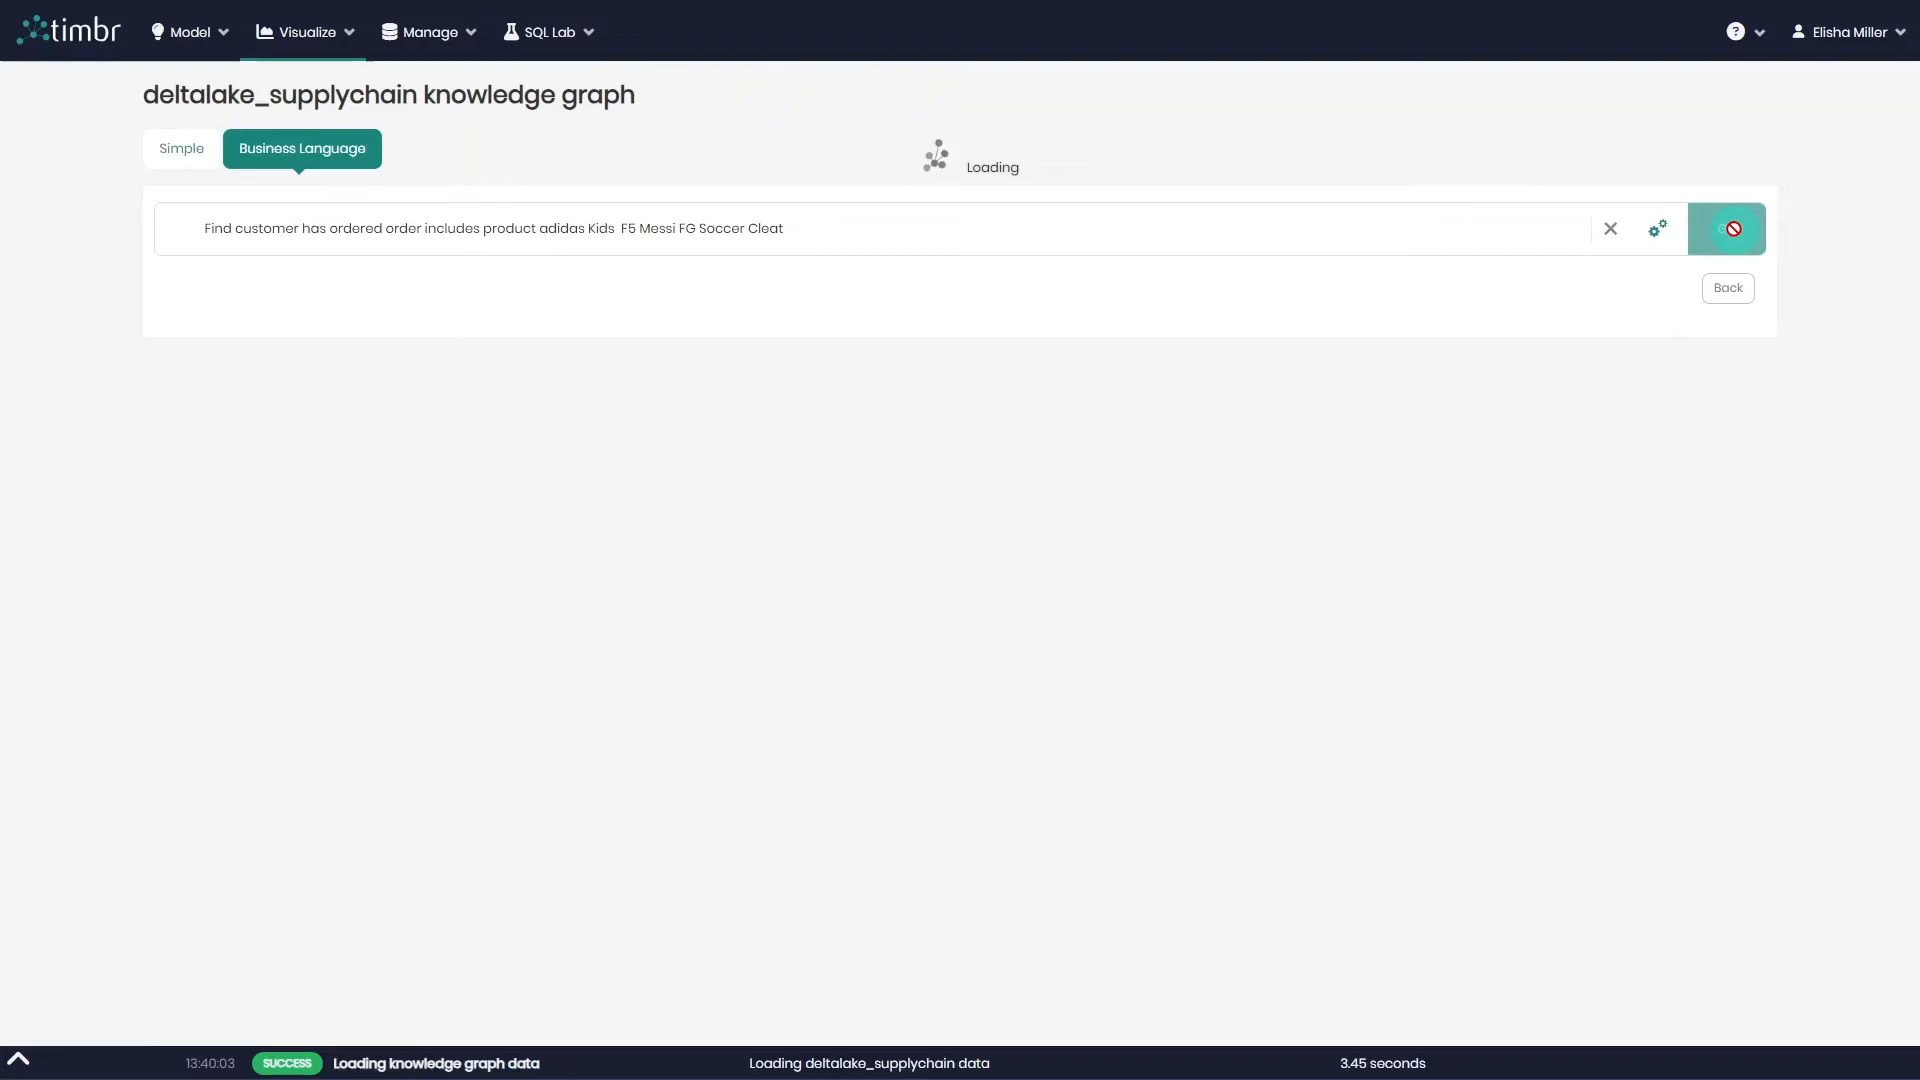 timbr
Model
Visualize
Manage
SQL Lab
?
Elisha Miller
deltalake_supplychain knowledge graph
Simple
Business Language
Loading
Find customer has ordered order includes product adidas Kids  F5 Messi FG Soccer Cleat
Back
13:40:03 SUCCESS Loading knowledge graph data Loading deltalake_supplychain data 3.45 seconds